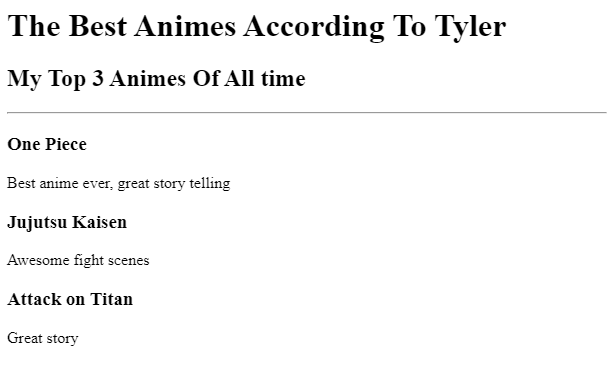 The Best Animes According To Tyler
My Top 3 Animes Of All time
One Piece
Best anime ever, great story telling
Jujutsu Kaisen
Awesome fight scenes
Attack on Titan
Great story